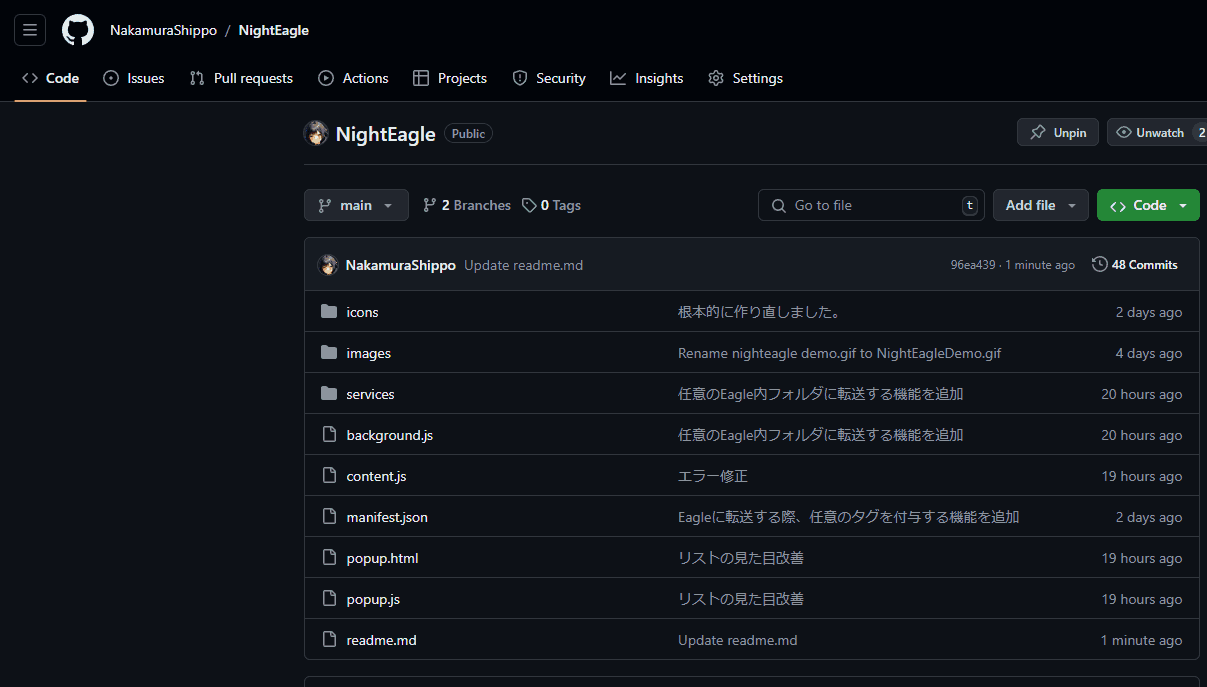 NakamuraShippo / NightEagle
Code Issues Pull requests Actions Projects Security Insights Settings
NightEagle Public Unpin Unwatch 2
main 2 Branches 0 Tags Go to file t Add file Code
NakamuraShippo Update readme.md 96ea439 · 1 minute ago 48 Commits
icons 根本的に作り直しました。 2 days ago
images Rename nighteagle demo.gif to NightEagleDemo.gif 4 days ago
services 任意のEagle内フォルダに転送する機能を追加 20 hours ago
background.js 任意のEagle内フォルダに転送する機能を追加 20 hours ago
content.js エラー修正 19 hours ago
manifest.json Eagleに転送する際、任意のタグを付与する機能を追加 2 days ago
popup.html リストの見た目改善 19 hours ago
popup.js リストの見た目改善 19 hours ago
readme.md Update readme.md 1 minute ago